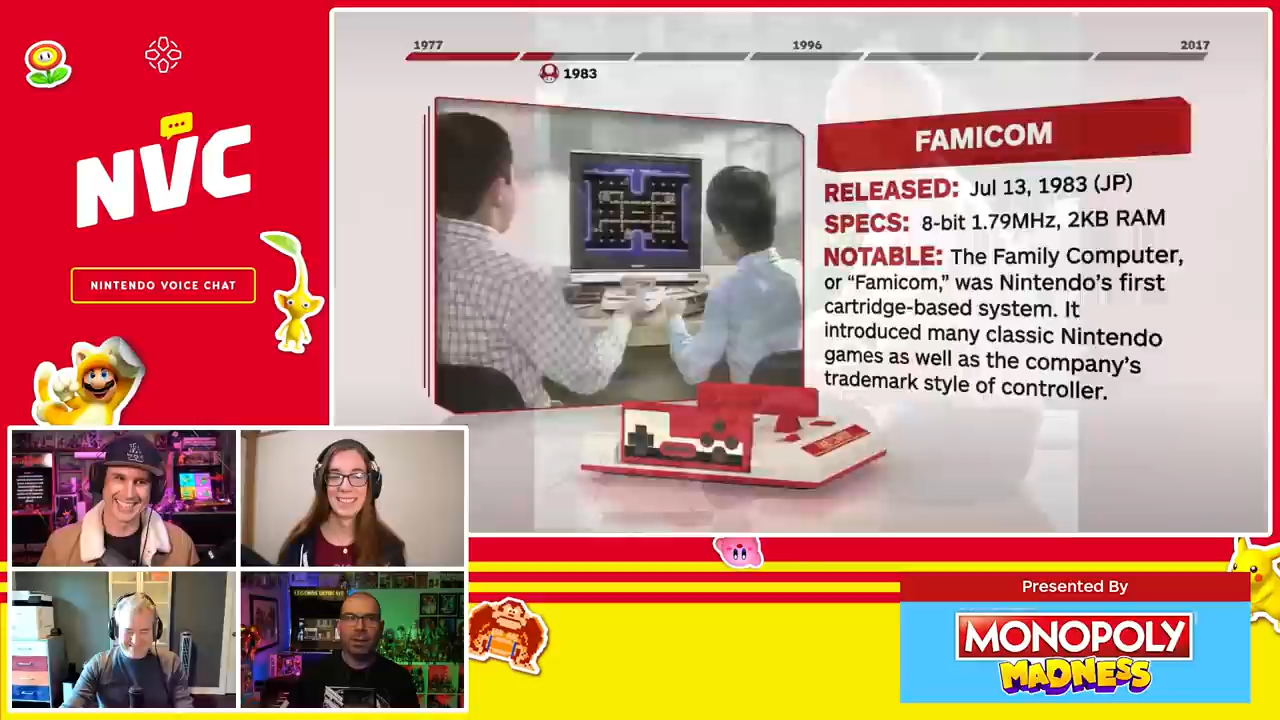 1977
1996
2017
1983
NVC
NINTENDO VOICE CHAT
FAMICOM
RELEASED: Jul 13, 1983 (JP)
SPECS: 8-bit 1.79MHz, 2KB RAM
NOTABLE: The Family Computer,
or “Famicom,” was Nintendo’s first
cartridge-based system. It
introduced many classic Nintendo
games as well as the company’s
trademark style of controller.
Presented By
MONOPOLY
MADNESS